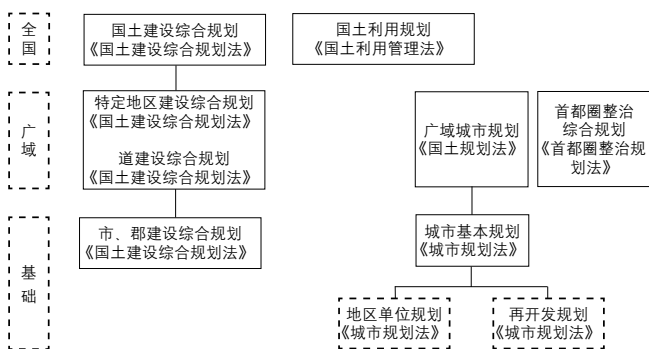 全
国
国土建设综合规划
《国土建设综合规划法》
国土利用规划
《国土利用管理法》
广
域
特定地区建设综合规划
《国土建设综合规划法》
道建设综合规划
《国土建设综合规划法》
广域城市规划
《国土规划法》
首都圈整治
综合规划
《首都圈整治规
划法》
基
础
市、郡建设综合规划
《国土建设综合规划法》
城市基本规划
《城市规划法》
地区单位规划
《城市规划法》
再开发规划
《城市规划法》